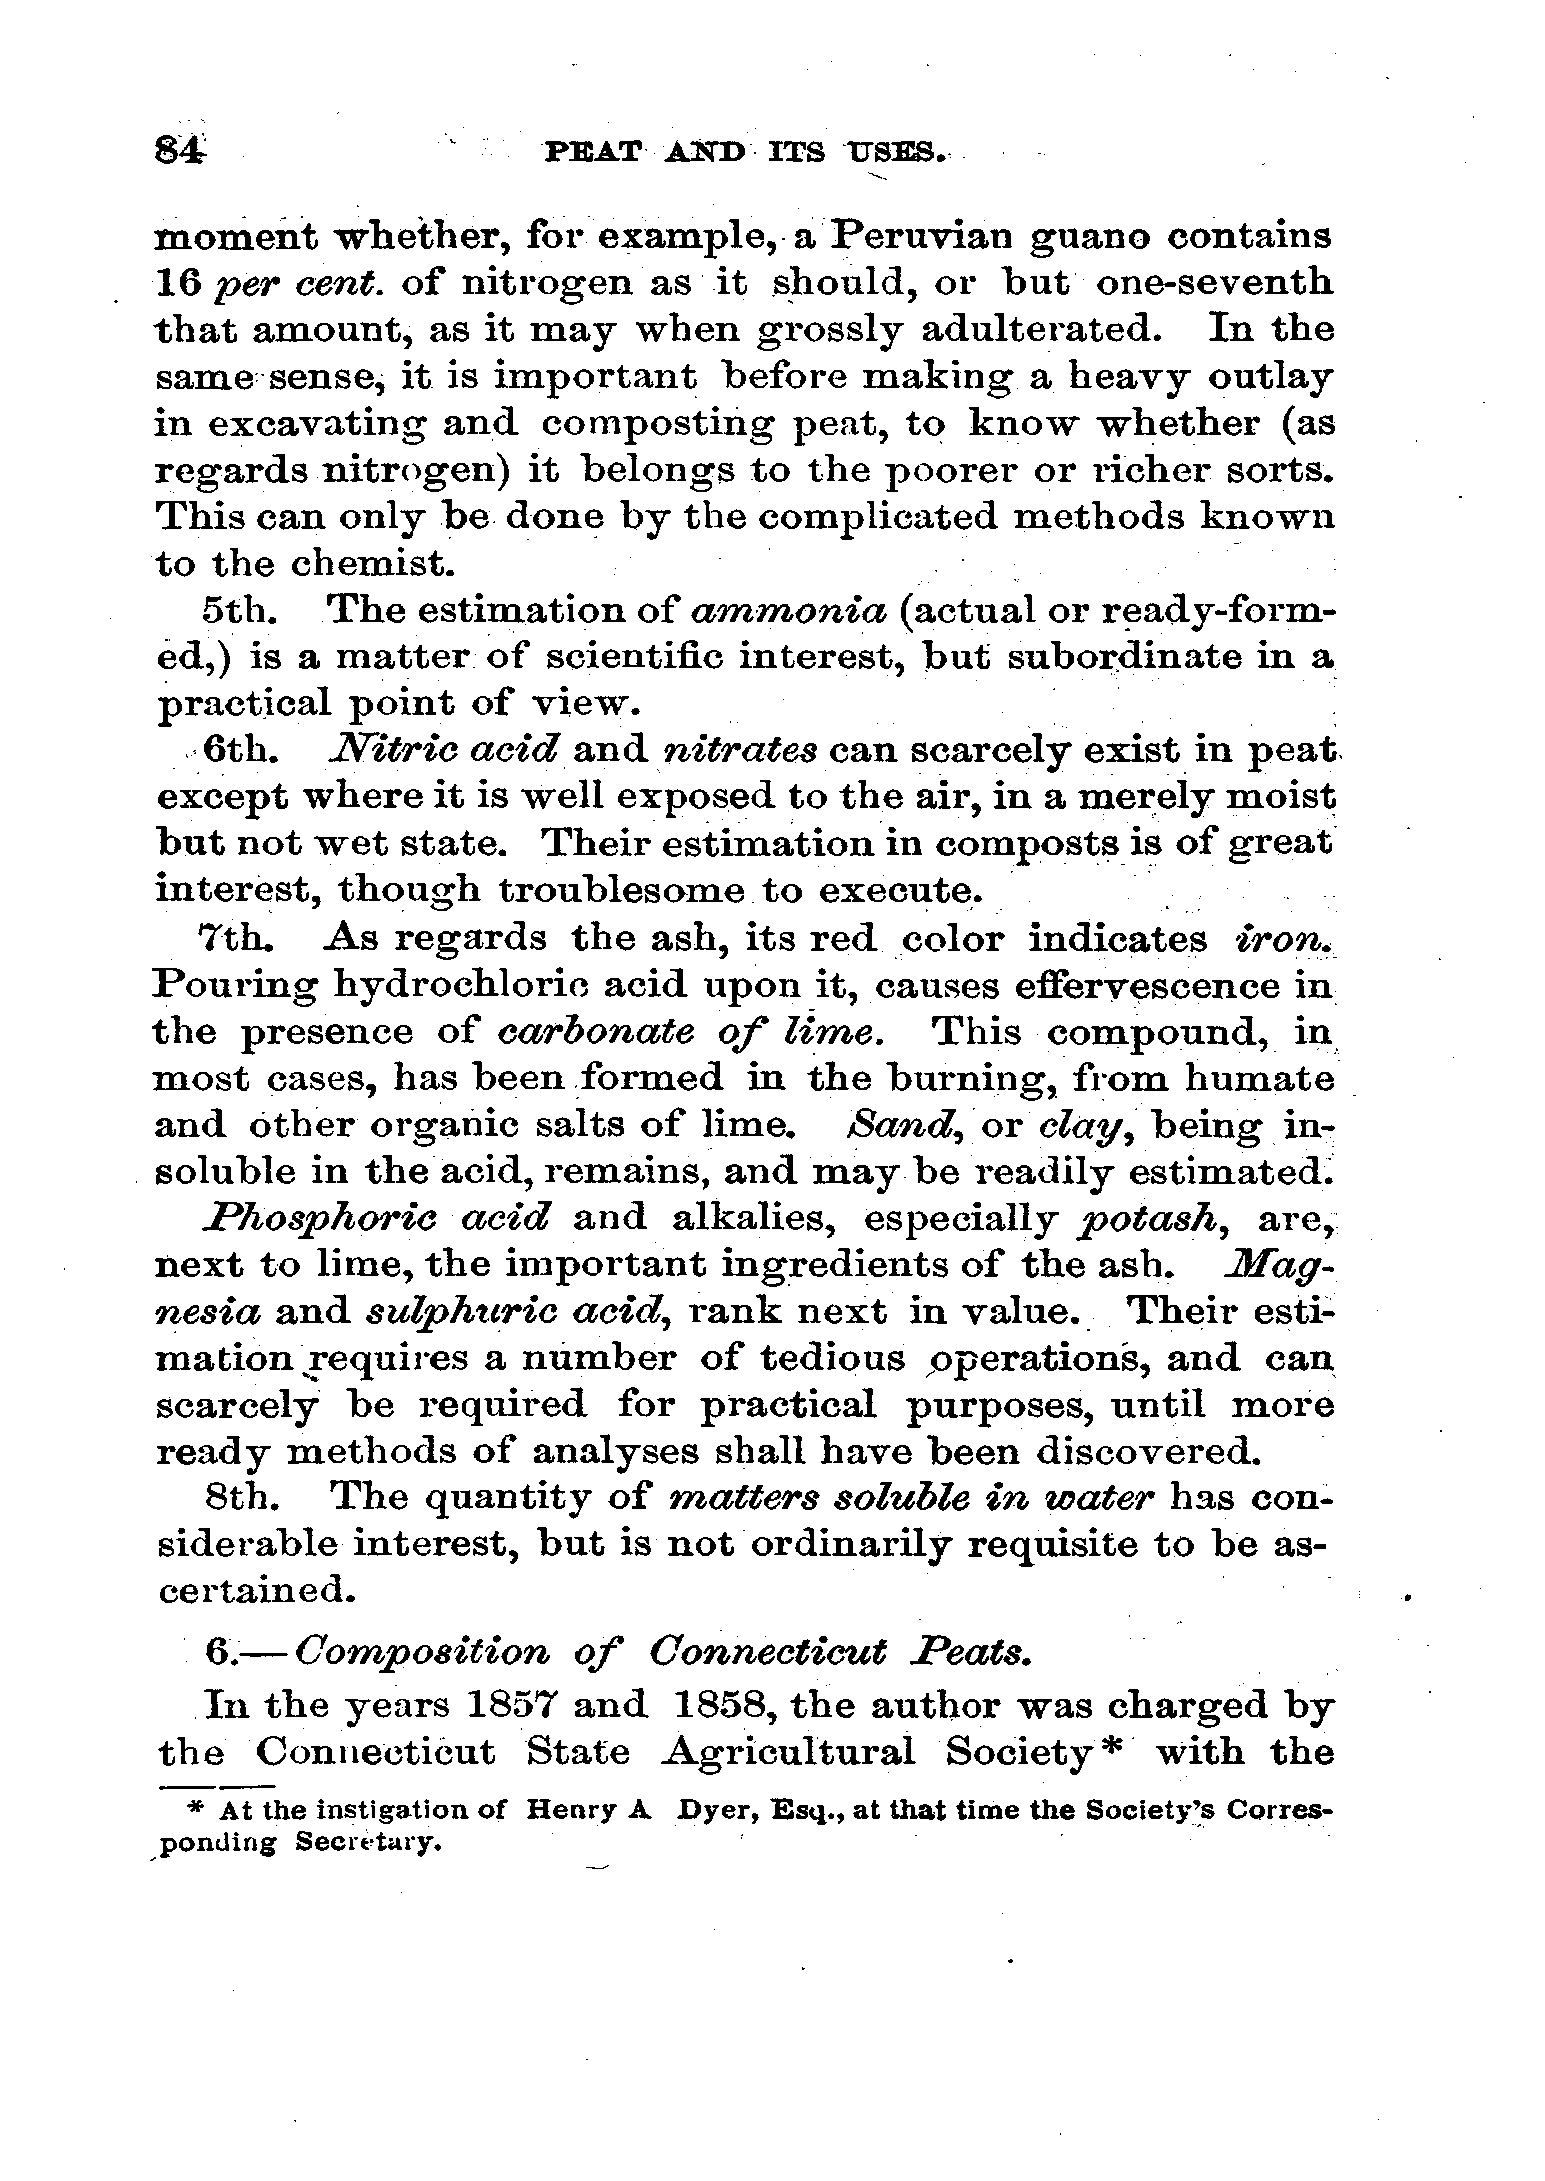 84 PEAT AND ITS USES.
moment whether, for example, a Peruvian guano contains
16 per cent. of nitrogen as it should, or but one-seventh
that amount, as it may when grossly adulterated. In the
same sense, it is important before making a heavy outlay
in excavating and composting peat, to know whether (as
regards nitrogen) it belongs to the poorer or richer sorts.
This can only be done by the complicated methods known
to the chemist.
5th. The estimation of ammonia (actual or ready-form-
ed,) is a matter of scientific interest, but subordinate in a
practical point of view.
6th. Nitric acid and nitrates can scarcely exist in peat
except where it is well exposed to the air, in a merely moist
but not wet state. Their estimation in composts is of great
interest, though troublesome to execute.
7th. As regards the ash, its red color indicates iron.
Pouring hydrochloric acid upon it, causes effervescence in
the presence of carbonate of lime. This compound, in
most cases, has been formed in the burning, from humate
and other organic salts of lime. Sand, or clay, being in-
soluble in the acid, remains, and may be readily estimated.
Phosphoric acid and alkalies, especially potash, are,
next to lime, the important ingredients of the ash. Mag-
nesia and sulphuric acid, rank next in value. Their esti-
mation requires a number of tedious operations, and can
scarcely be required for practical purposes, until more
ready methods of analyses shall have been discovered.
8th. The quantity of matters soluble in water has con-
siderable interest, but is not ordinarily requisite to be as-
certained.
6.—Composition of Connecticut Peats.
In the years 1857 and 1858, the author was charged by
the Connecticut State Agricultural Society* with the
* At the instigation of Henry A Dyer, Esq., at that time the Society's Corres-
ponding Secretary.